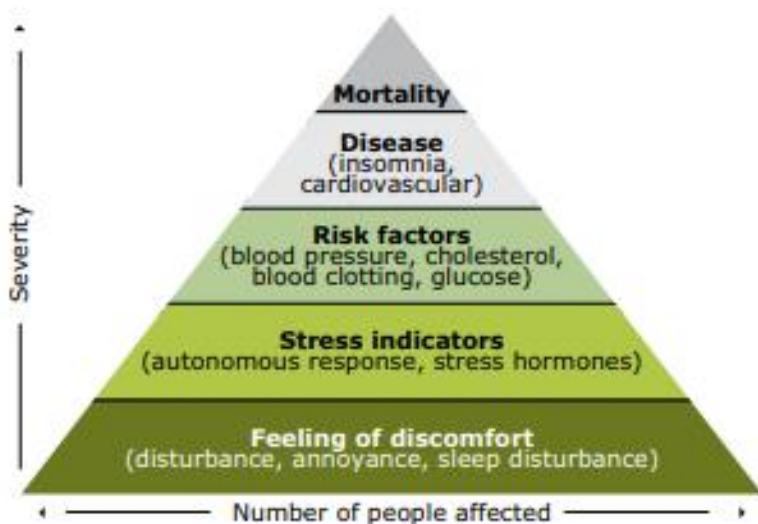 Severity
Mortality
Disease
(insomnia,
cardiovascular)
Risk factors
(blood pressure, cholesterol,
blood clotting, glucose)
Stress indicators
(autonomous response, stress hormones)
Feeling of discomfort
(disturbance, annoyance, sleep disturbance)
Number of people affected